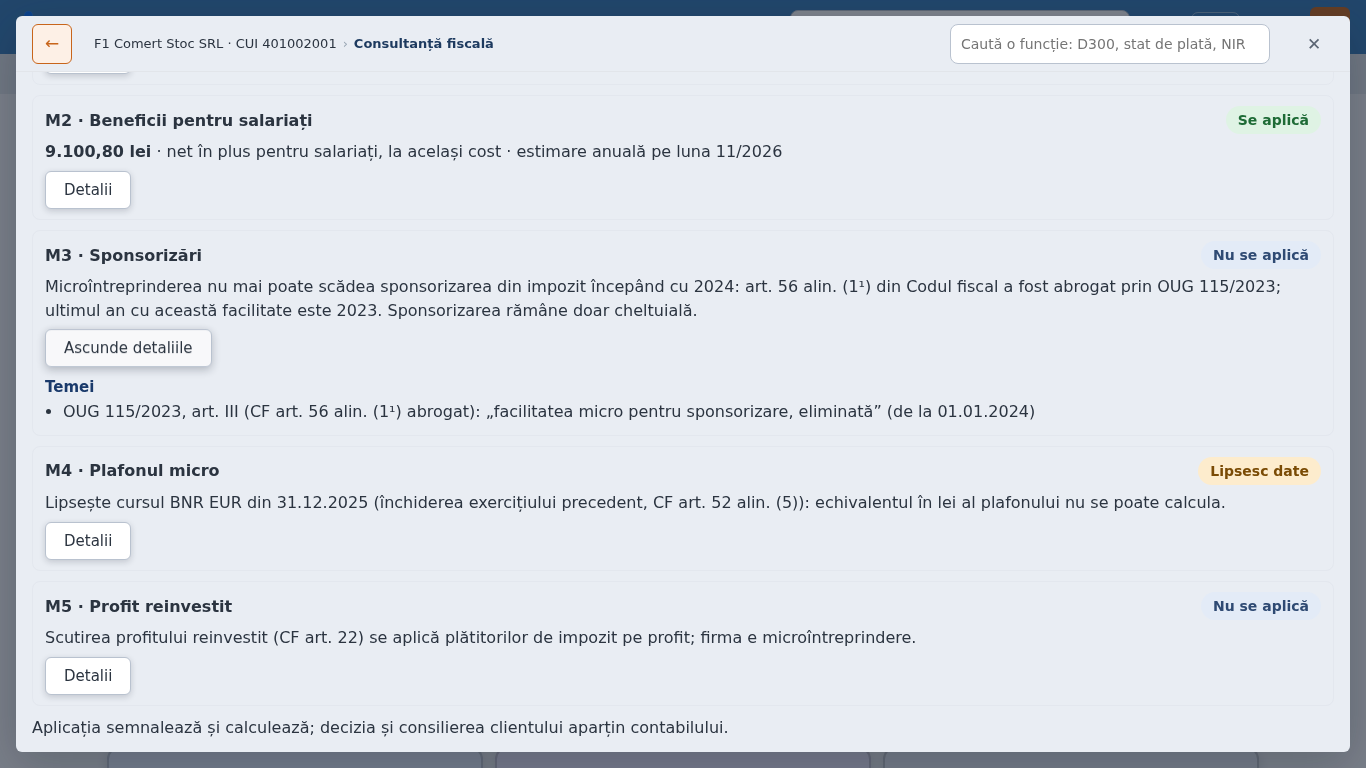 ←
F1 Comert Stoc SRL · CUI 401002001 › Consultanță fiscală
Caută o funcție: D300, stat de plată, NIR
✕
M2 · Beneficii pentru salariați
Se aplică
9.100,80 lei · net în plus pentru salariați, la același cost · estimare anuală pe luna 11/2026
Detalii
M3 · Sponsorizări
Nu se aplică
Microîntreprinderea nu mai poate scădea sponsorizarea din impozit începând cu 2024: art. 56 alin. (1¹) din Codul fiscal a fost abrogat prin OUG 115/2023;
ultimul an cu această facilitate este 2023. Sponsorizarea rămâne doar cheltuială.
Ascunde detaliile
Temei
• OUG 115/2023, art. III (CF art. 56 alin. (1¹) abrogat): „facilitatea micro pentru sponsorizare, eliminată” (de la 01.01.2024)
M4 · Plafonul micro
Lipsesc date
Lipsește cursul BNR EUR din 31.12.2025 (închiderea exercițiului precedent, CF art. 52 alin. (5)): echivalentul în lei al plafonului nu se poate calcula.
Detalii
M5 · Profit reinvestit
Nu se aplică
Scutirea profitului reinvestit (CF art. 22) se aplică plătitorilor de impozit pe profit; firma e microîntreprindere.
Detalii
Aplicația semnalează și calculează; decizia și consilierea clientului aparțin contabilului.